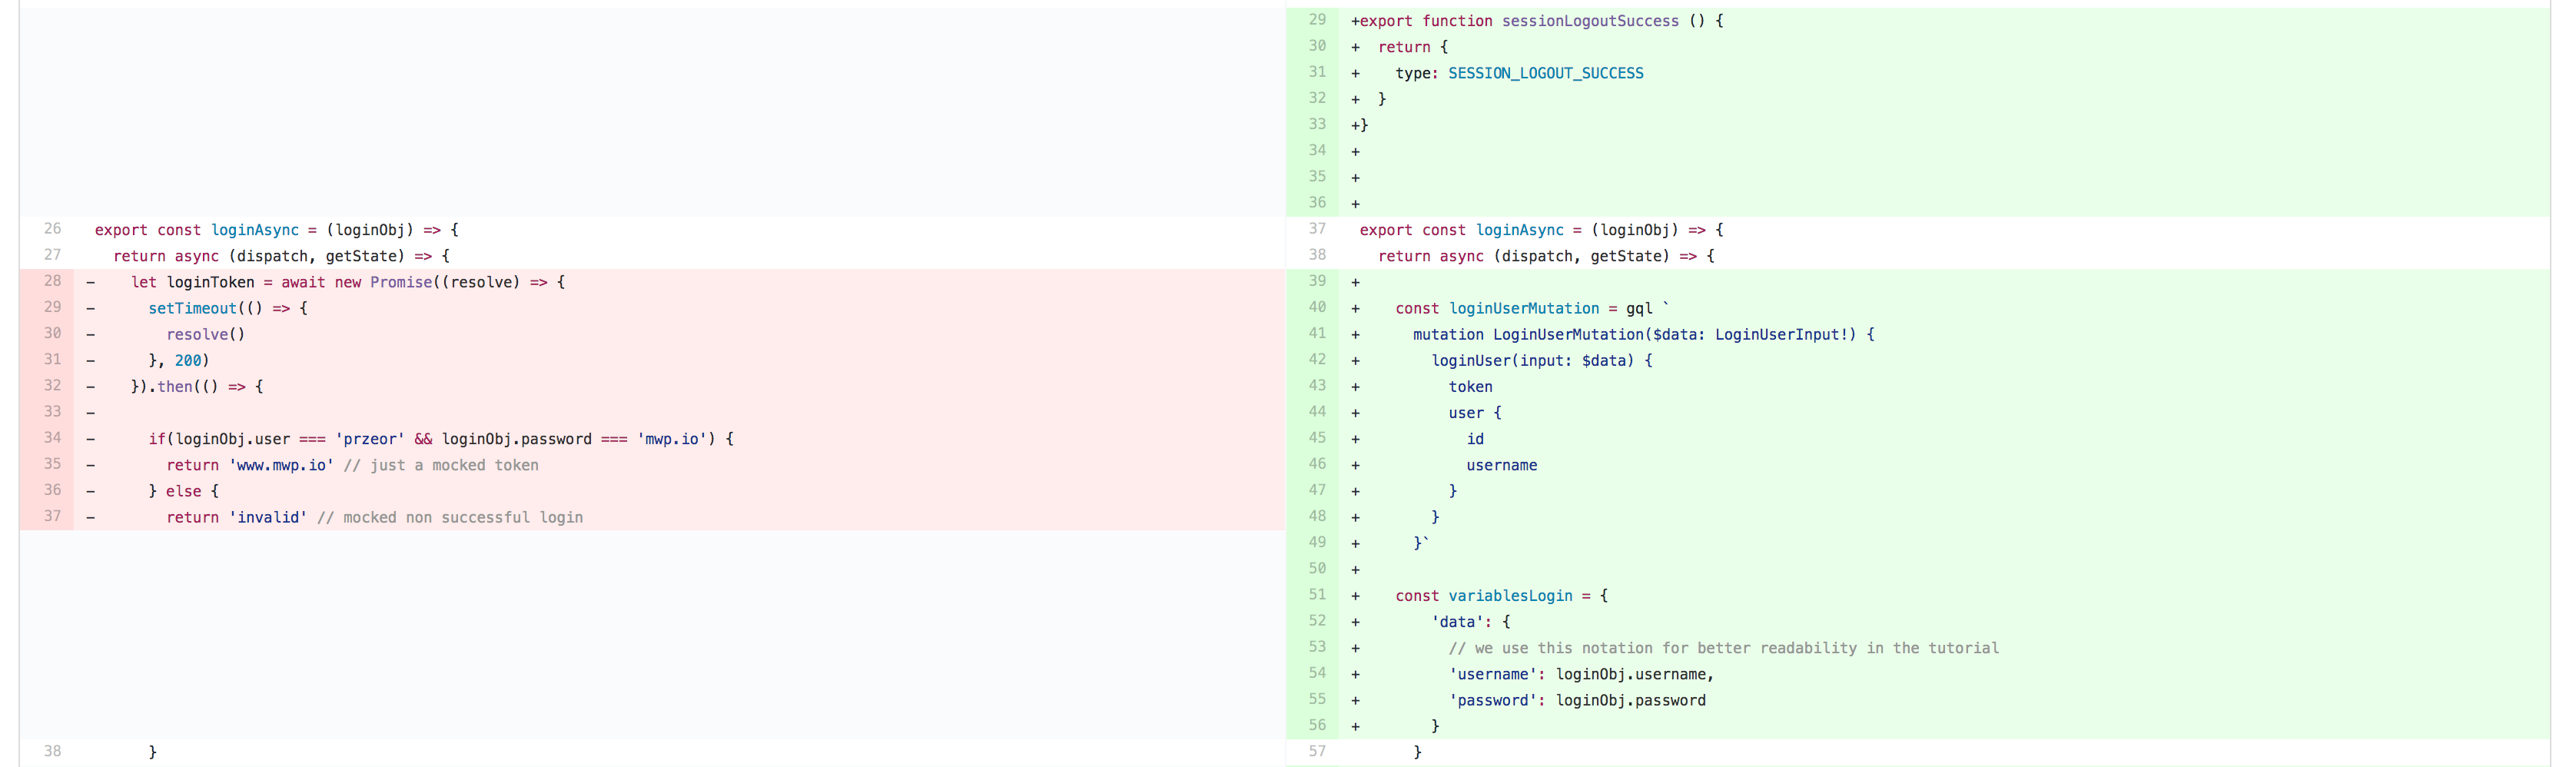 29 +export function sessionLogoutSuccess () {
30 +  return {
31 +    type: SESSION_LOGOUT_SUCCESS
32 +  }
33 +}
34 +
35 +
36 +
26 export const loginAsync = (loginObj) => {
27   return async (dispatch, getState) => {
28 -    let loginToken = await new Promise((resolve) => {
29 -      setTimeout(() => {
30 -        resolve()
31 -      }, 200)
32 -    }).then(() => {
33 -
34 -      if(loginObj.user === 'przeor' && loginObj.password === 'mwp.io') {
35 -        return 'www.mwp.io' // just a mocked token
36 -      } else {
37 -        return 'invalid' // mocked non successful login
38       }
37 export const loginAsync = (loginObj) => {
38   return async (dispatch, getState) => {
39 +
40 +    const loginUserMutation = gql `
41 +      mutation LoginUserMutation($data: LoginUserInput!) {
42 +        loginUser(input: $data) {
43 +          token
44 +          user {
45 +            id
46 +            username
47 +          }
48 +        }
49 +      }`
50 +
51 +    const variablesLogin = {
52 +        'data': {
53 +          // we use this notation for better readability in the tutorial
54 +          'username': loginObj.username,
55 +          'password': loginObj.password
56 +        }
57       }